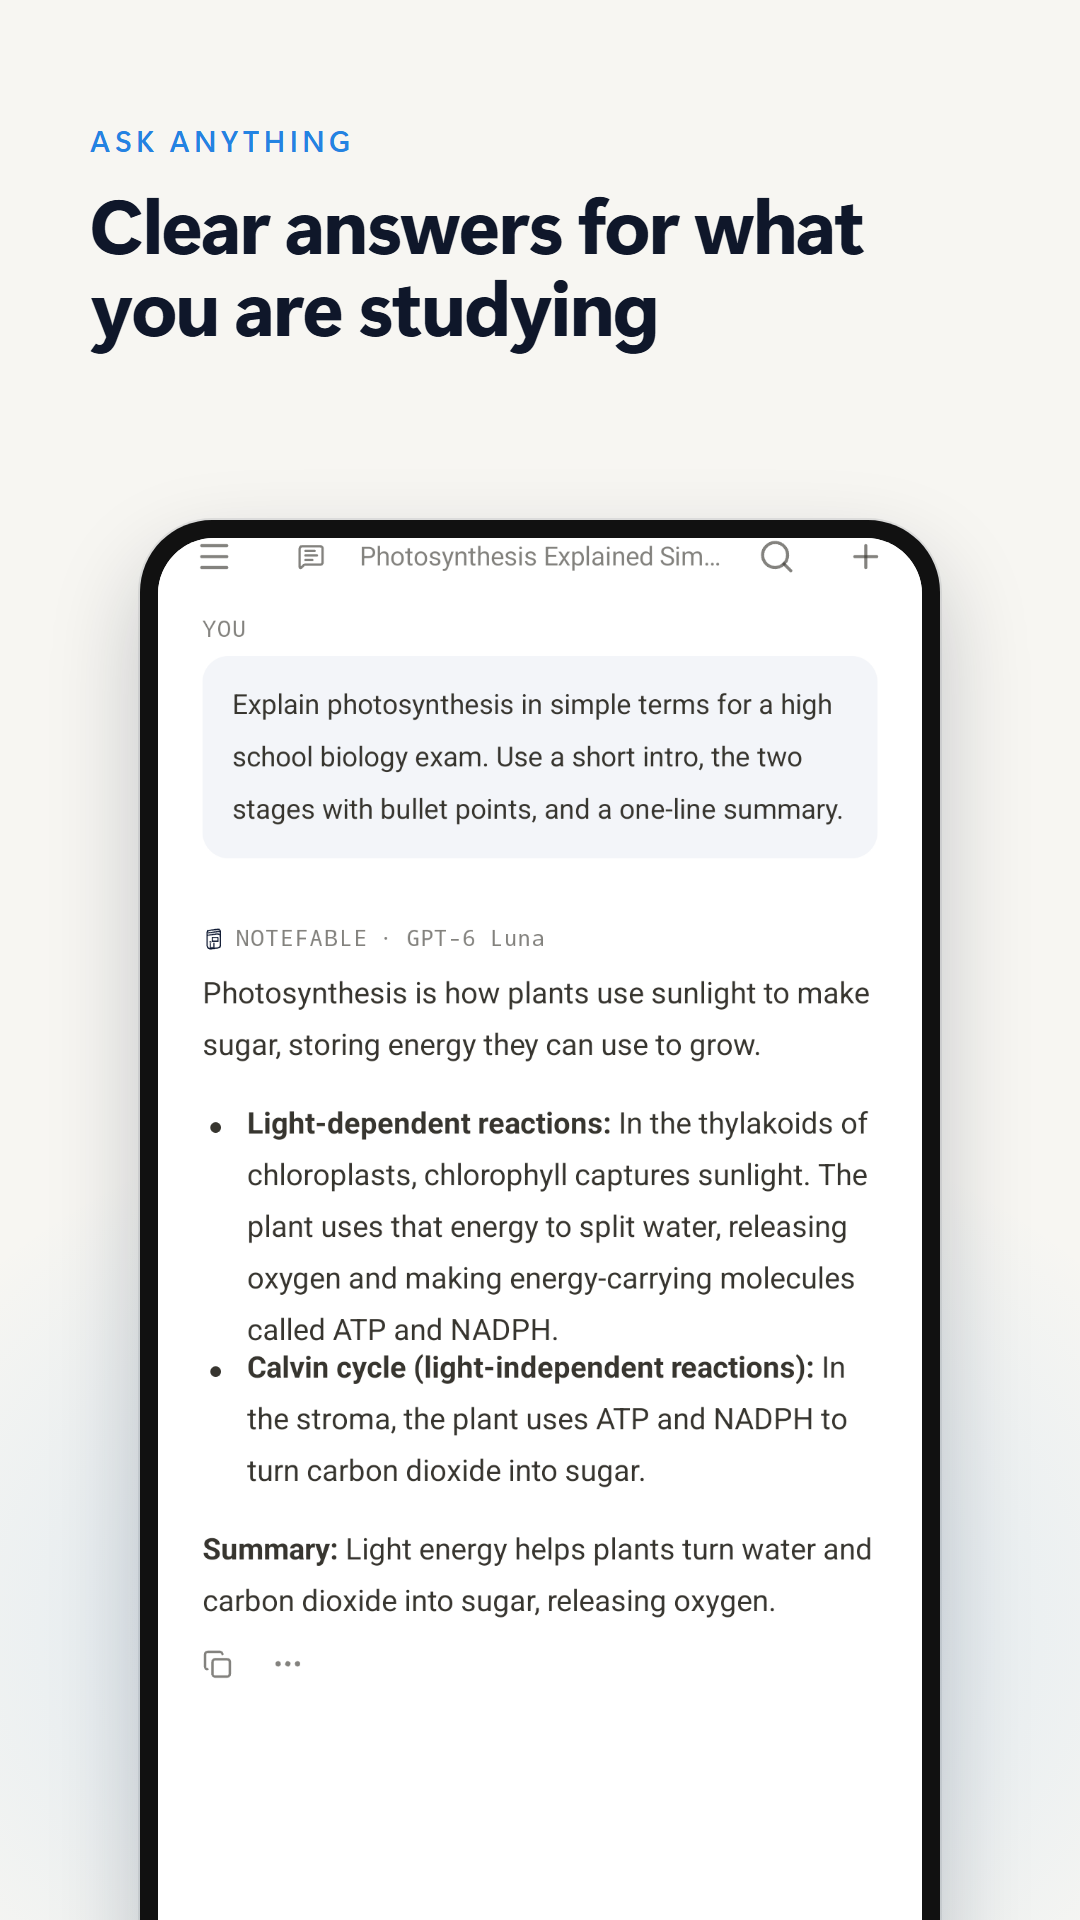 ASK ANYTHING
Clear answers for what
you are studying
Photosynthesis Explained Sim...
YOU
Explain photosynthesis in simple terms for a high
school biology exam. Use a short intro, the two
stages with bullet points, and a one-line summary.
NOTEFABLE · GPT-6 Luna
Photosynthesis is how plants use sunlight to make
sugar, storing energy they can use to grow.
• Light-dependent reactions: In the thylakoids of
chloroplasts, chlorophyll captures sunlight. The
plant uses that energy to split water, releasing
oxygen and making energy-carrying molecules
called ATP and NADPH.
• Calvin cycle (light-independent reactions): In
the stroma, the plant uses ATP and NADPH to
turn carbon dioxide into sugar.
Summary: Light energy helps plants turn water and
carbon dioxide into sugar, releasing oxygen.